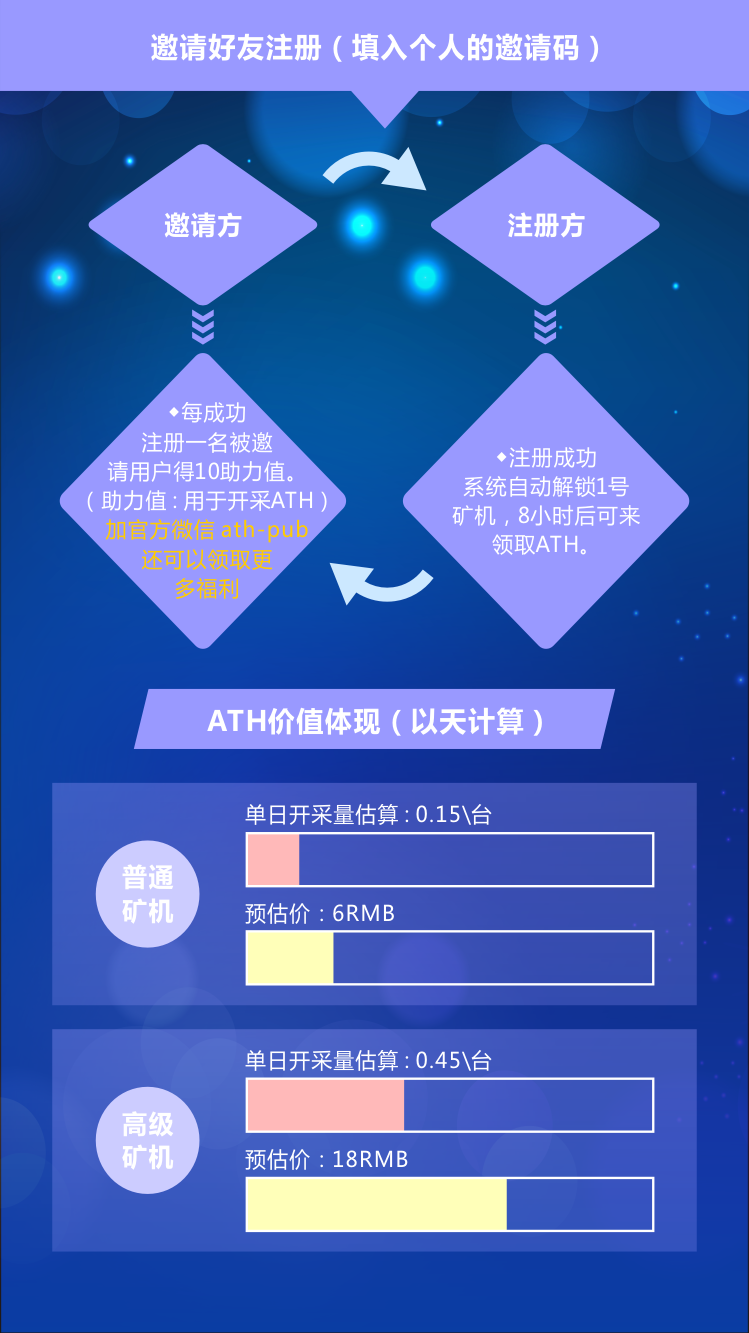 邀请好友注册（填入个人的邀请码）
邀请方
注册方
◆每成功
注册一名被邀
请用户得10助力值。
（助力值:用于开采ATH）
加官方微信 ath-pub
还可以领取更
多福利
◆注册成功
系统自动解锁1号
矿机，8小时后可来
领取ATH。
ATH价值体现（以天计算）
单日开采量估算:0.15\台
普通
矿机
预估价：6RMB
单日开采量估算:0.45\台
高级
矿机
预估价：18RMB